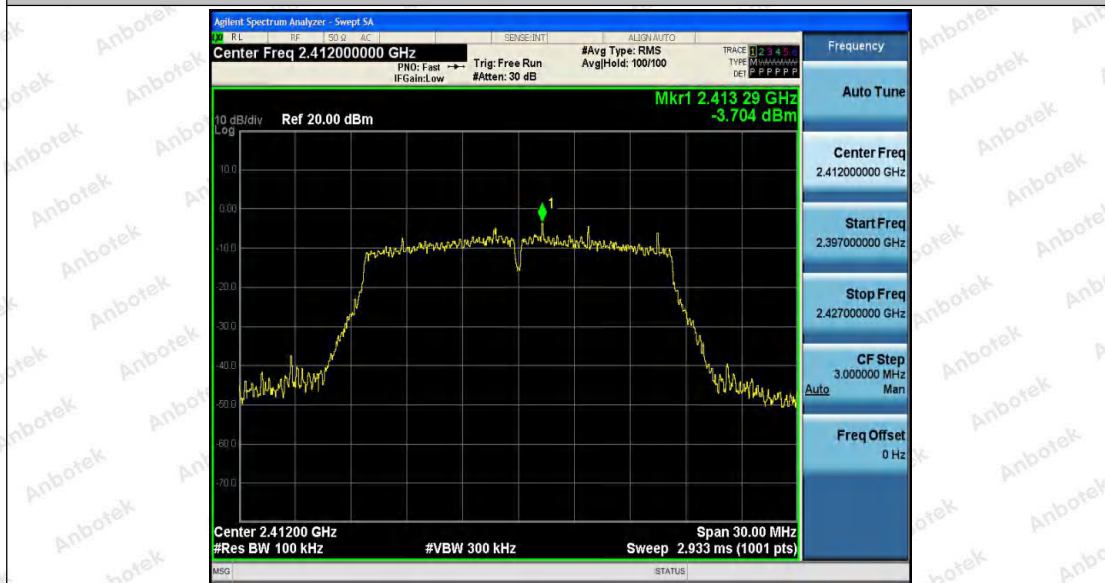 Agilent Spectrum Analyzer - Swept SA
RL RF 50 Ω AC SENSE:INT ALIGN AUTO
Center Freq 2.412000000 GHz
PNO: Fast
IFGain:Low
Trig: Free Run
#Atten: 30 dB
#Avg Type: RMS
Avg|Hold: 100/100
TRACE 1 2 3 4 5 6
TYPE M
DET P P P P P P
Mkr1 2.413 29 GHz
-3.704 dBm
10 dB/div Ref 20.00 dBm
Log
10.0
0.00
-10.0
-20.0
-30.0
-40.0
-50.0
-60.0
-70.0
1
Center 2.41200 GHz Span 30.00 MHz
#Res BW 100 kHz #VBW 300 kHz Sweep 2.933 ms (1001 pts)
MSG STATUS
Frequency
Auto Tune
Center Freq
2.412000000 GHz
Start Freq
2.397000000 GHz
Stop Freq
2.427000000 GHz
CF Step
3.000000 MHz
Auto Man
Freq Offset
0 Hz
Anbotek